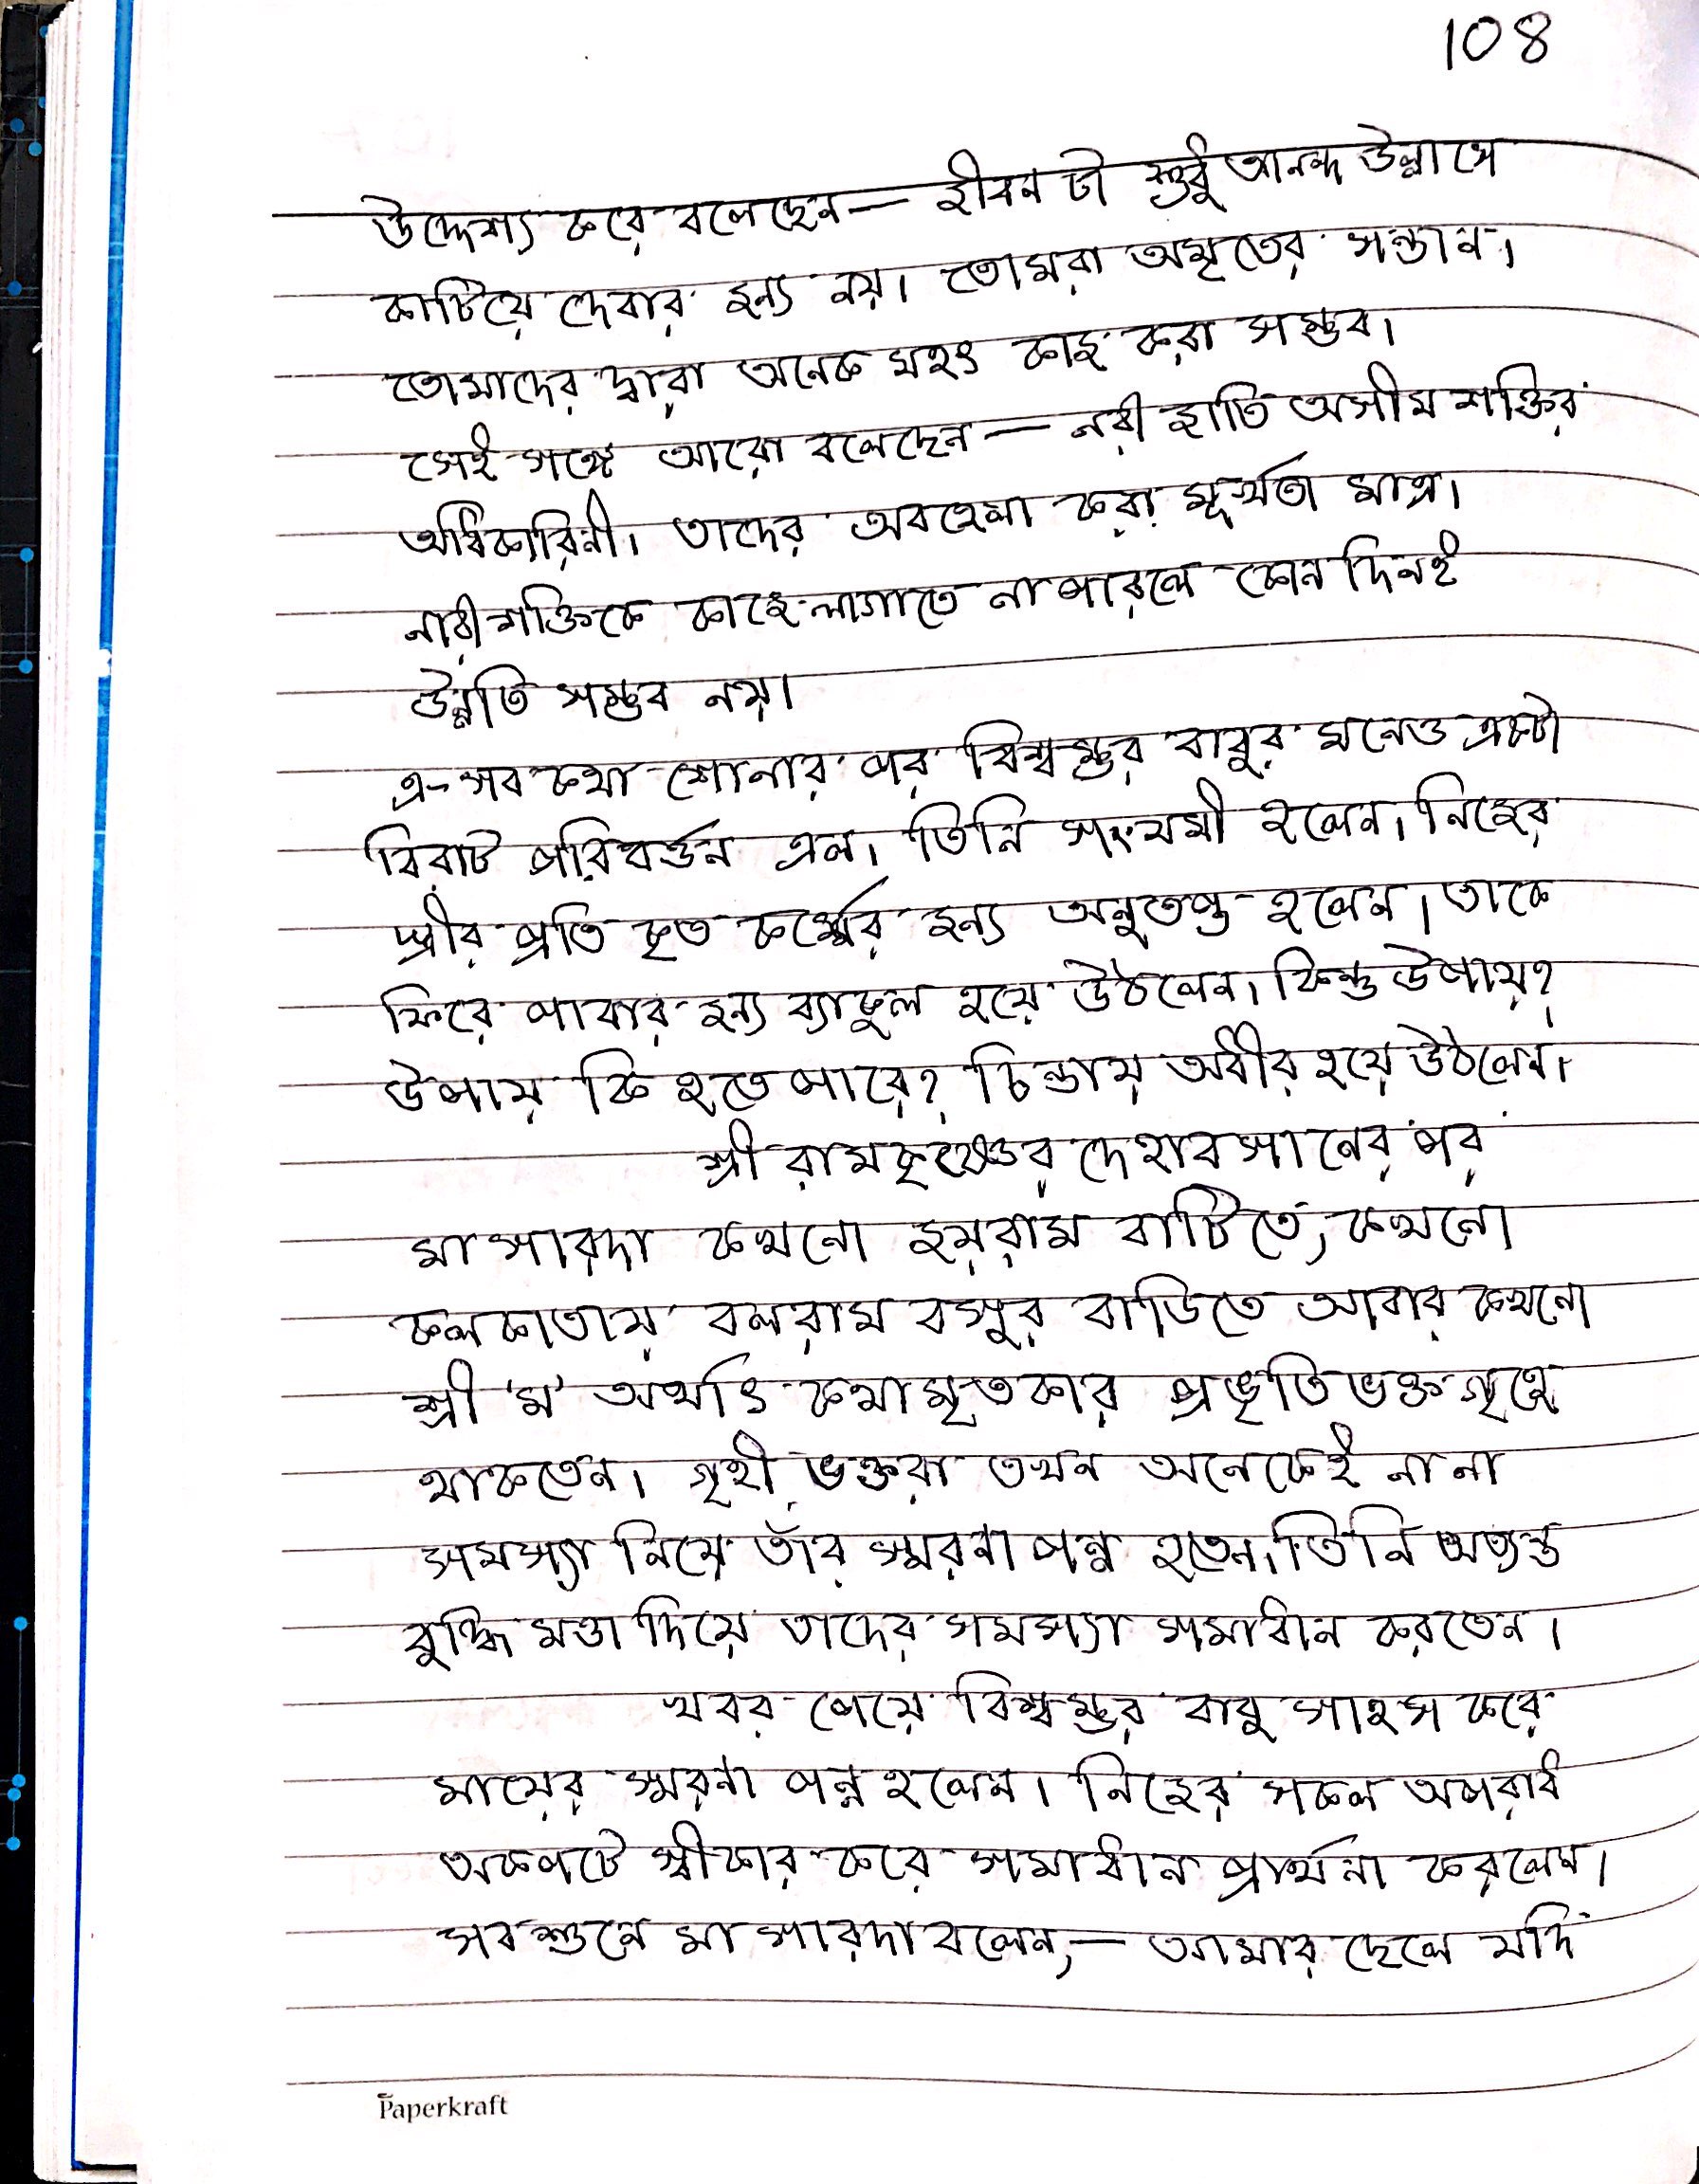 108
উদ্দেশ্য করে বলেছেন— জীবন টা শুধু আনন্দ উল্লাসে
কাটিয়ে দেবার জন্য নয়। তোমরা অমৃতের সন্তান।
তোমাদের দ্বারা অনেক মহৎ কাজ করা সম্ভব।
সেই সঙ্গে আরো বলেছেন— নারী জাতি অসীম শক্তির
অধিকারিনী। তাদের অবহেলা করা মূর্খতা মাত্র।
নারী শক্তিকে কাজে লাগাতে না পারলে কোন দিনই
উন্নতি সম্ভব নয়।
এ-সব কথা শোনার পর বিশ্বম্ভর বাবুর মনেও একটা
বিরাট পরিবর্ত্তন এল। তিনি সংযমী হলেন। নিজের
স্ত্রীর প্রতি কৃত কর্ম্মের জন্য অনুতপ্ত হলেন। তাকে
ফিরে পাবার জন্য ব্যাকুল হয়ে উঠলেন। কিন্তু উপায়?
উপায় কি হতে পারে? চিন্তায় অধীর হয়ে উঠলেন।
শ্রী রামকৃষ্ণের দেহাবসানের পর
মা সারদা কখনো জয়রাম বাটিতে, কখনো
কলকাতায় বলরাম বসুর বাড়িতে আবার কখনো
শ্রী 'ম' অর্থাৎ কথামৃতকার প্রভৃতি ভক্ত গৃহে
থাকতেন। গৃহী ভক্তরা তখন অনেকেই নানা
সমস্যা নিয়ে তাঁর স্মরনাপন্ন হতেন। তিনি অত্যন্ত
বুদ্ধি মত্তা দিয়ে তাদের সমস্যা সমাধান করতেন।
খবর পেয়ে বিশ্বম্ভর বাবু সাহস করে
মায়ের স্মরনা পন্ন হলেন। নিজের সকল অপরাধ
অকপটে স্বীকার করে সমাধান প্রার্থনা করলেন।
সব শুনে মা সারদা বলেন,— আমার ছেলে যদি
Paperkraft